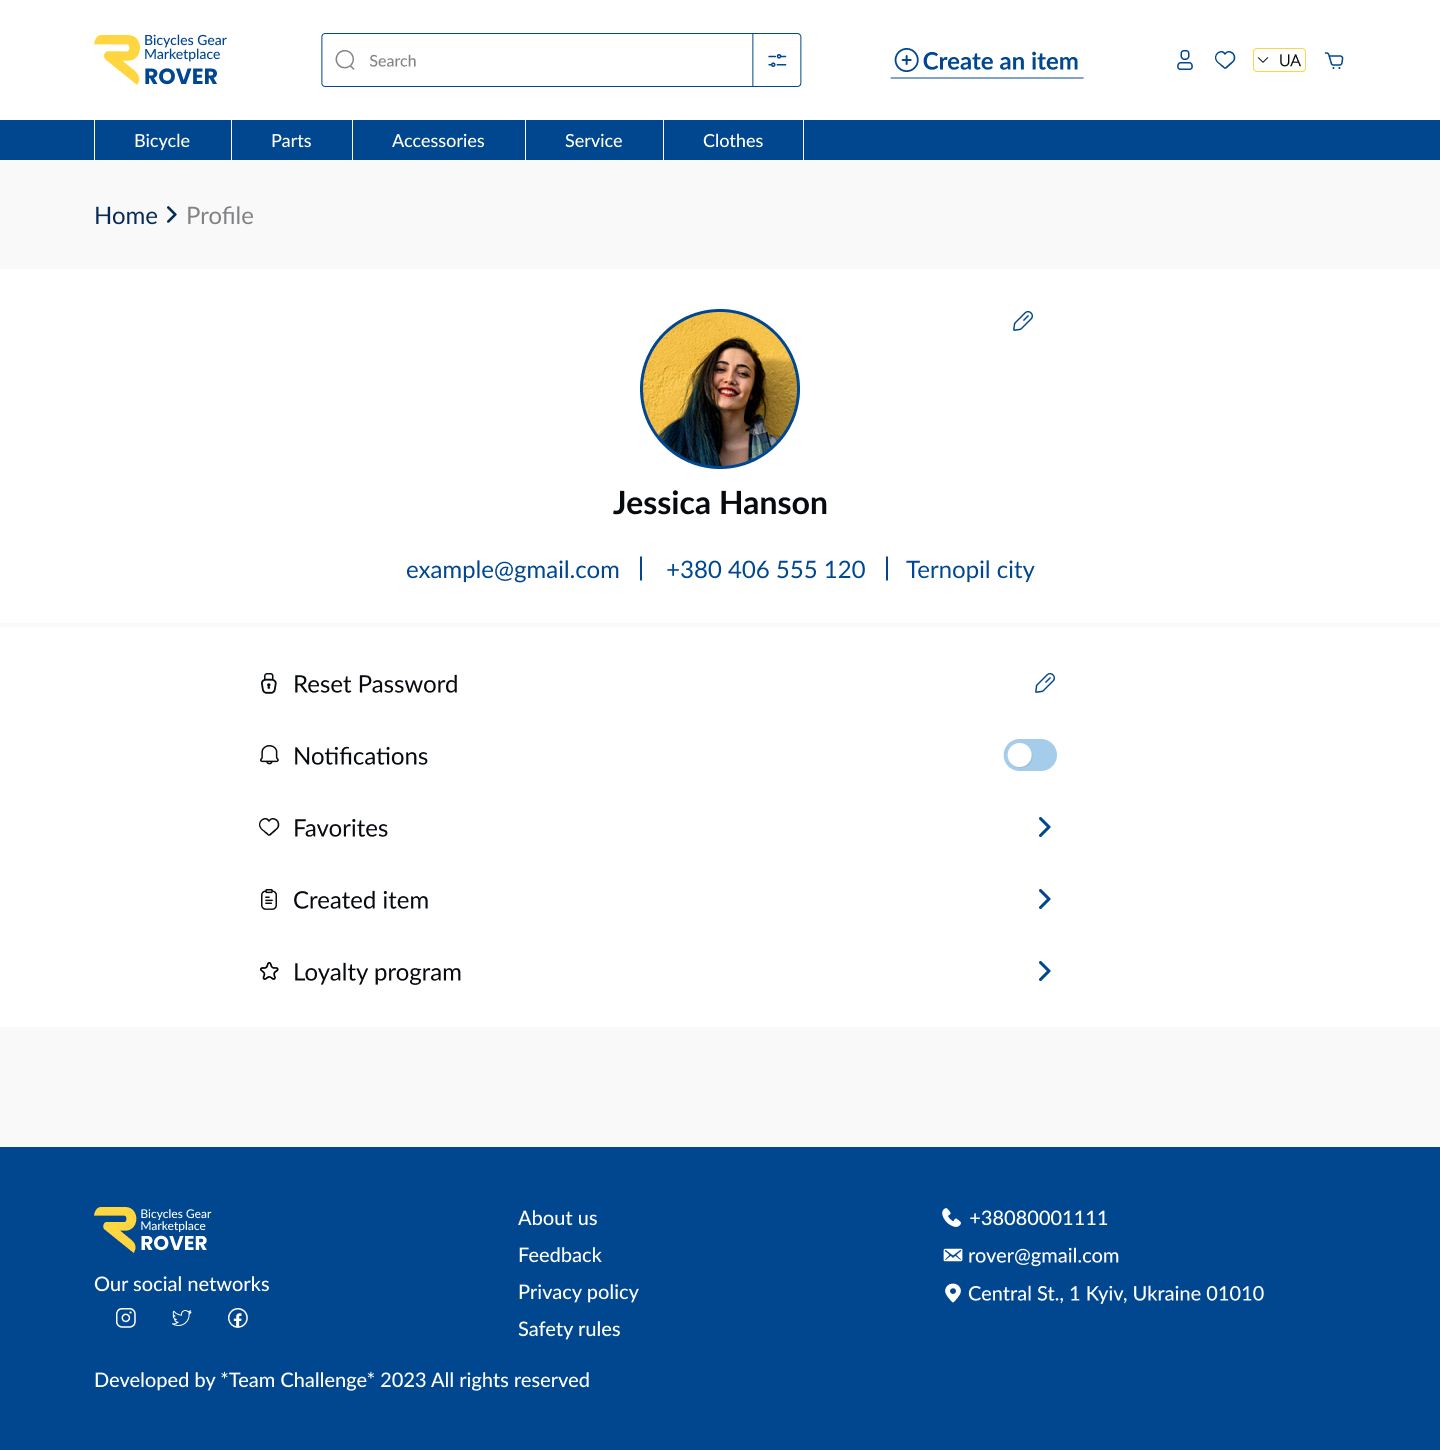 Bicycles Gear
Marketplace
ROVER
Search
Create an item
UA
Bicycle
Parts
Accessories
Service
Clothes
Home
Profile
Jessica Hanson
example@gmail.com
+380 406 555 120
Ternopil city
Reset Password
Notifications
Favorites
Created item
Loyalty program
Bicycles Gear
Marketplace
ROVER
Our social networks
About us
Feedback
Privacy policy
Safety rules
+38080001111
rover@gmail.com
Central St., 1 Kyiv, Ukraine 01010
Developed by *Team Challenge* 2023 All rights reserved